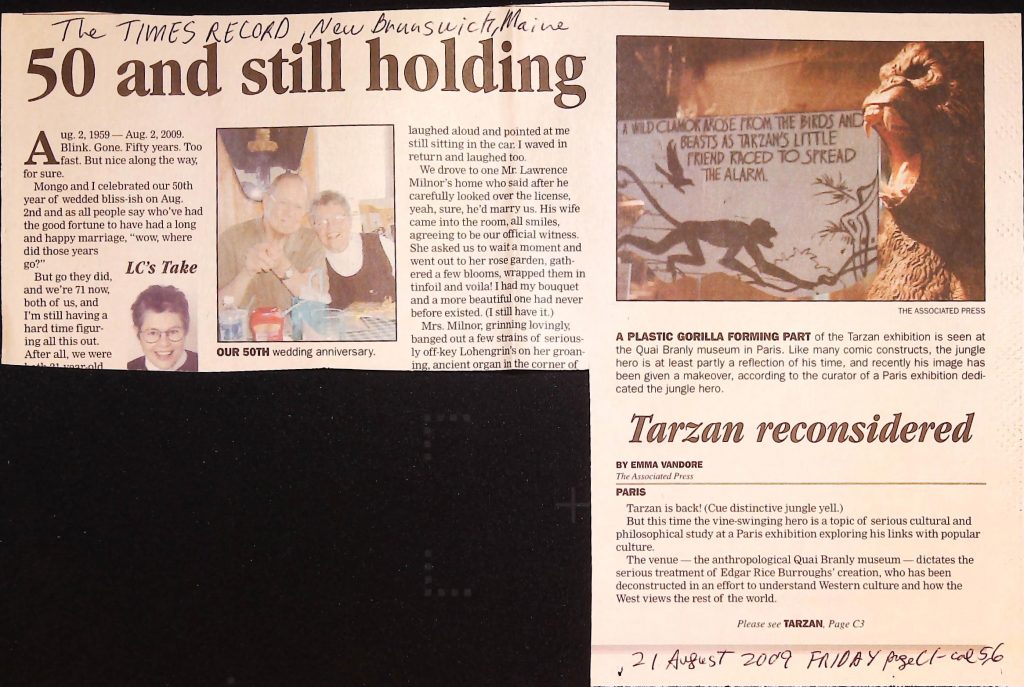 The TIMES RECORD, New Brunswick, Maine
50 and still holding
Aug. 2, 1959 — Aug. 2, 2009.
Blink. Gone. Fifty years. Too
fast. But nice along the way,
for sure.
Mongo and I celebrated our 50th
year of wedded bliss-ish on Aug.
2nd and as all people say who've had
the good fortune to have had a long
and happy marriage, "wow, where
did those years
go?"
But go they did,
and we're 71 now,
both of us, and
I'm still having a
hard time figur-
ing all this out.
After all, we were
both 21-year-old
LC's Take
OUR 50TH wedding anniversary.
laughed aloud and pointed at me
still sitting in the car. I waved in
return and laughed too.
We drove to one Mr. Lawrence
Milnor's home who said after he
carefully looked over the license,
yeah, sure, he'd marry us. His wife
came into the room, all smiles,
agreeing to be our official witness.
She asked us to wait a moment and
went out to her rose garden, gath-
ered a few blooms, wrapped them in
tinfoil and voila! I had my bouquet
and a more beautiful one had never
before existed. (I still have it.)
Mrs. Milnor, grinning lovingly,
banged out a few strains of serious-
ly off-key Lohengrin's on her groan-
ing, ancient organ in the corner of
A WILD CLAMOR AROSE FROM THE BIRDS AND
BEASTS AS TARZAN'S LITTLE
FRIEND RACED TO SPREAD
THE ALARM.
THE ASSOCIATED PRESS
A PLASTIC GORILLA FORMING PART of the Tarzan exhibition is seen at
the Quai Branly museum in Paris. Like many comic constructs, the jungle
hero is at least partly a reflection of his time, and recently his image has
been given a makeover, according to the curator of a Paris exhibition dedi-
cated the jungle hero.
Tarzan reconsidered
BY EMMA VANDORE
The Associated Press
PARIS
Tarzan is back! (Cue distinctive jungle yell.)
But this time the vine-swinging hero is a topic of serious cultural and
philosophical study at a Paris exhibition exploring his links with popular
culture.
The venue — the anthropological Quai Branly museum — dictates the
serious treatment of Edgar Rice Burroughs' creation, who has been
deconstructed in an effort to understand Western culture and how the
West views the rest of the world.
Please see TARZAN, Page C3
21 August 2009 FRIDAY page C1-col 5,6